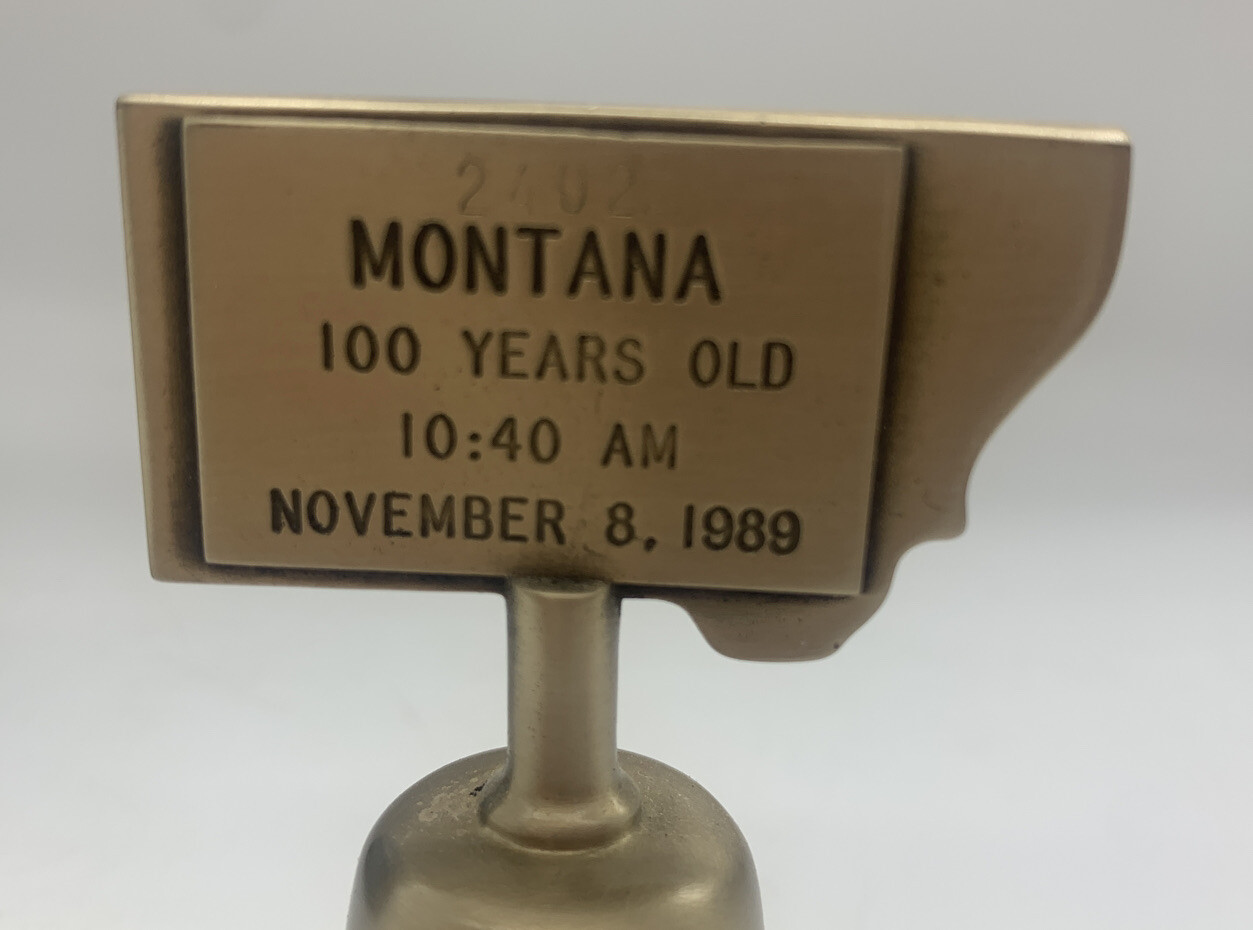 2402
MONTANA
100 YEARS OLD
10:40 AM
NOVEMBER 8, 1989